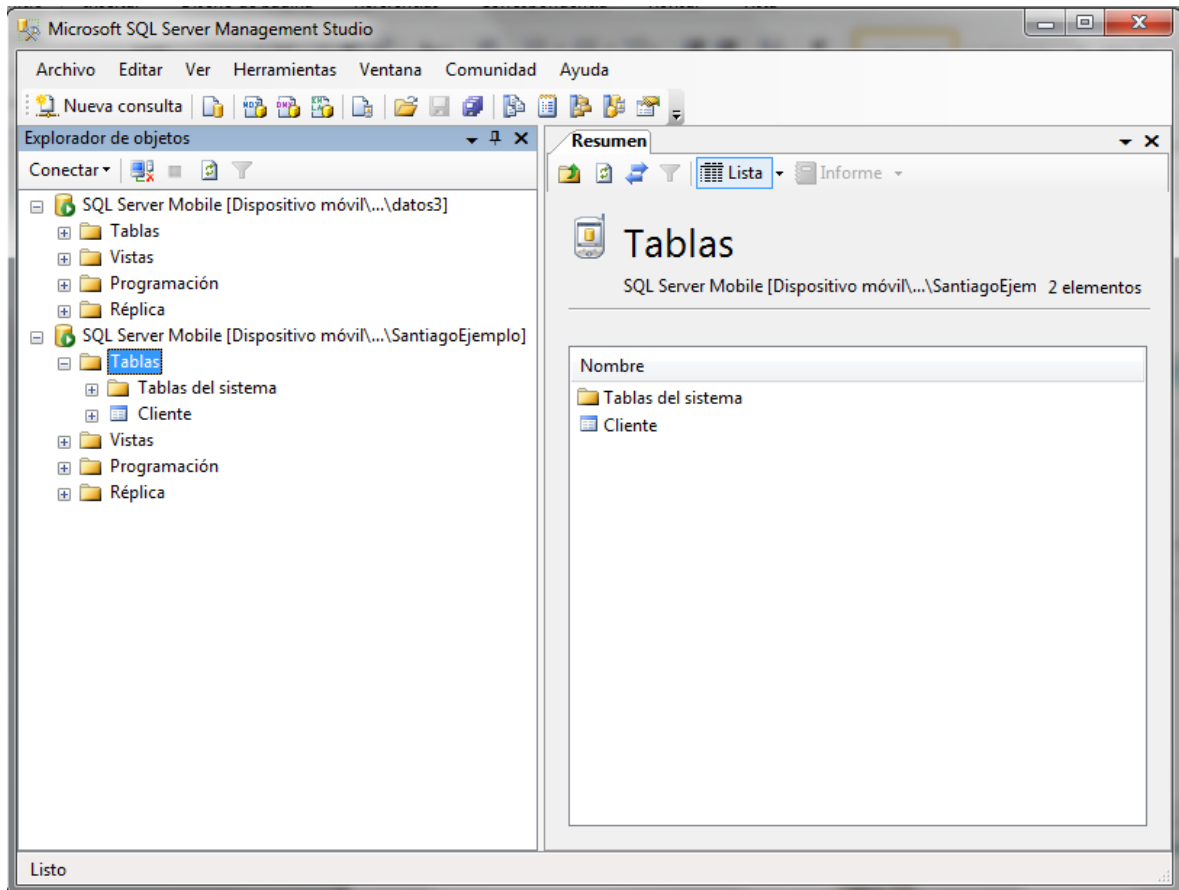 Microsoft SQL Server Management Studio
Archivo Editar Ver Herramientas Ventana Comunidad Ayuda
Nueva consulta
Explorador de objetos
Conectar
SQL Server Mobile [Dispositivo móvil\...\datos3]
Tablas
Vistas
Programación
Réplica
SQL Server Mobile [Dispositivo móvil\...\SantiagoEjemplo]
Tablas
Tablas del sistema
Cliente
Vistas
Programación
Réplica
Resumen
Lista Informe
Tablas
SQL Server Mobile [Dispositivo móvil\...\SantiagoEjem 2 elementos
Nombre
Tablas del sistema
Cliente
Listo